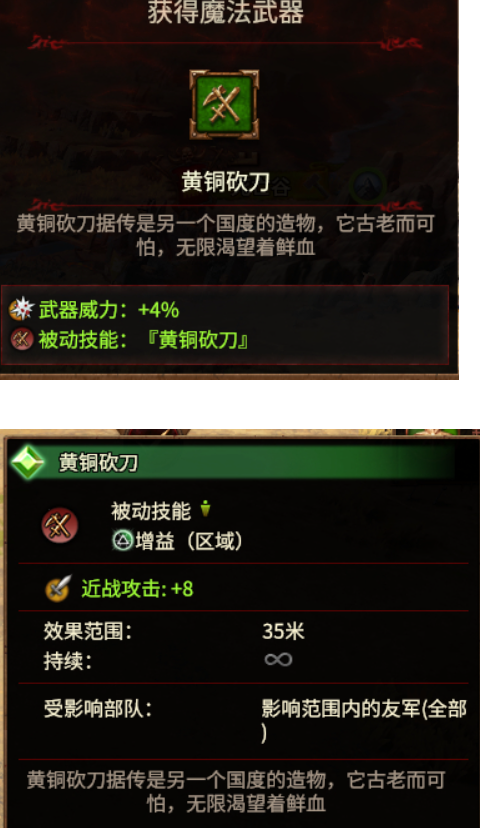 获得魔法武器
黄铜砍刀
黄铜砍刀据传是另一个国度的造物，它古老而可
怕，无限渴望着鲜血
武器威力：+4%
被动技能：『黄铜砍刀』
黄铜砍刀
被动技能
增益（区域）
近战攻击: +8
效果范围：
35米
持续：
∞
受影响部队：
影响范围内的友军(全部
)
黄铜砍刀据传是另一个国度的造物，它古老而可
怕，无限渴望着鲜血